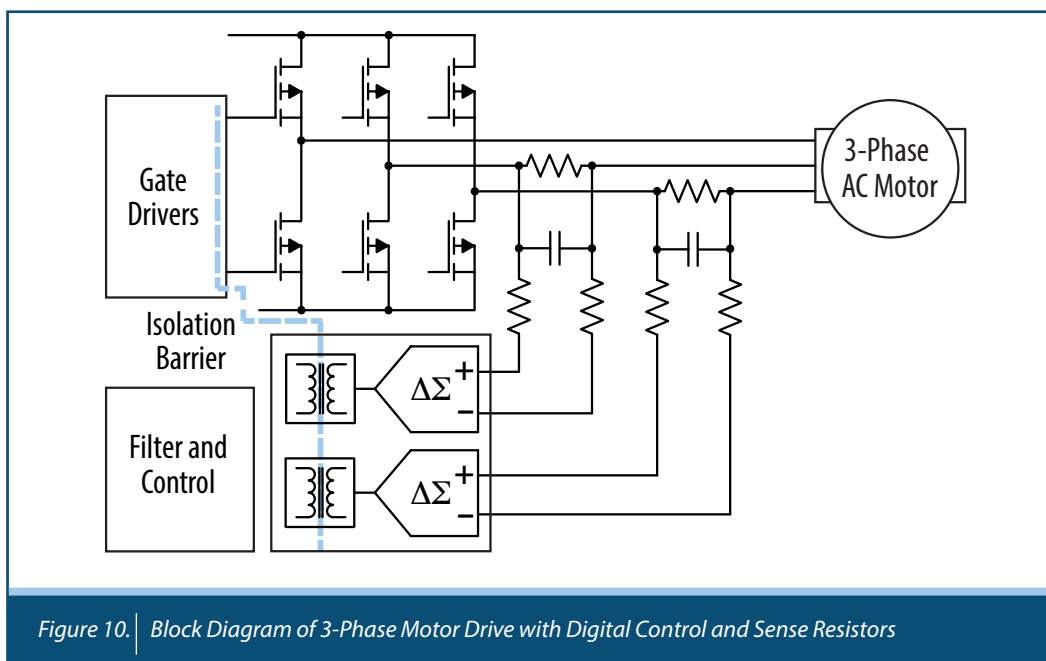 Gate
Drivers
3-Phase
AC Motor
Isolation
Barrier
ΔΣ
+
−
Filter and
Control
ΔΣ
+
−
Figure 10. Block Diagram of 3-Phase Motor Drive with Digital Control and Sense Resistors